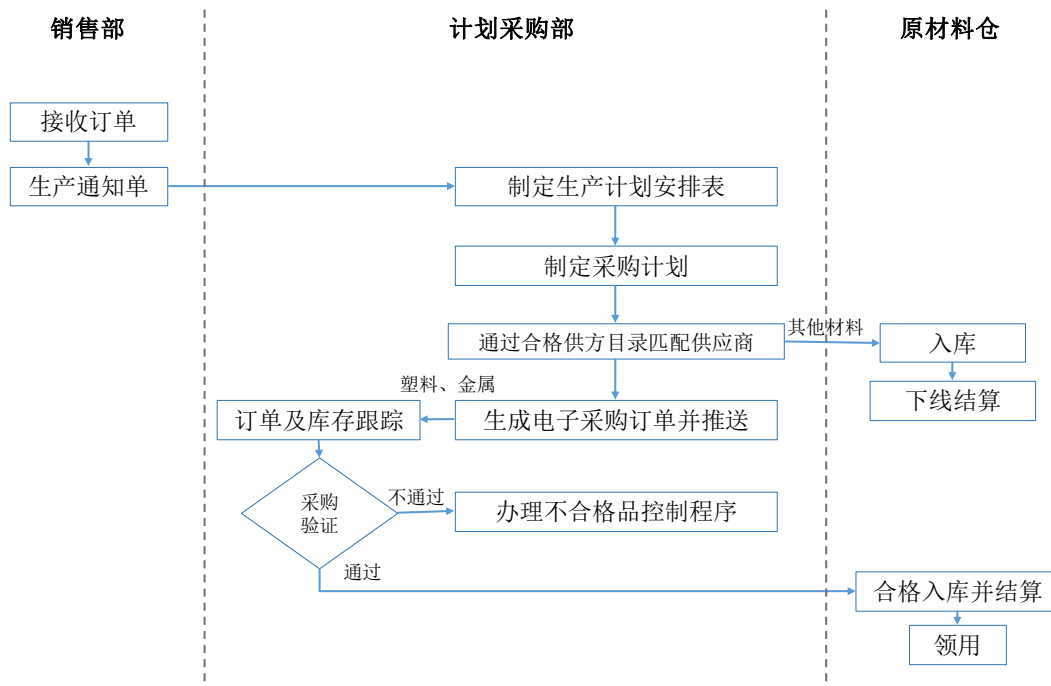 销售部
计划采购部
原材料仓
接收订单
生产通知单
制定生产计划安排表
制定采购计划
通过合格供方目录匹配供应商
其他材料
入库
下线结算
塑料、金属
订单及库存跟踪
生成电子采购订单并推送
采购
验证
不通过
办理不合格品控制程序
通过
合格入库并结算
领用